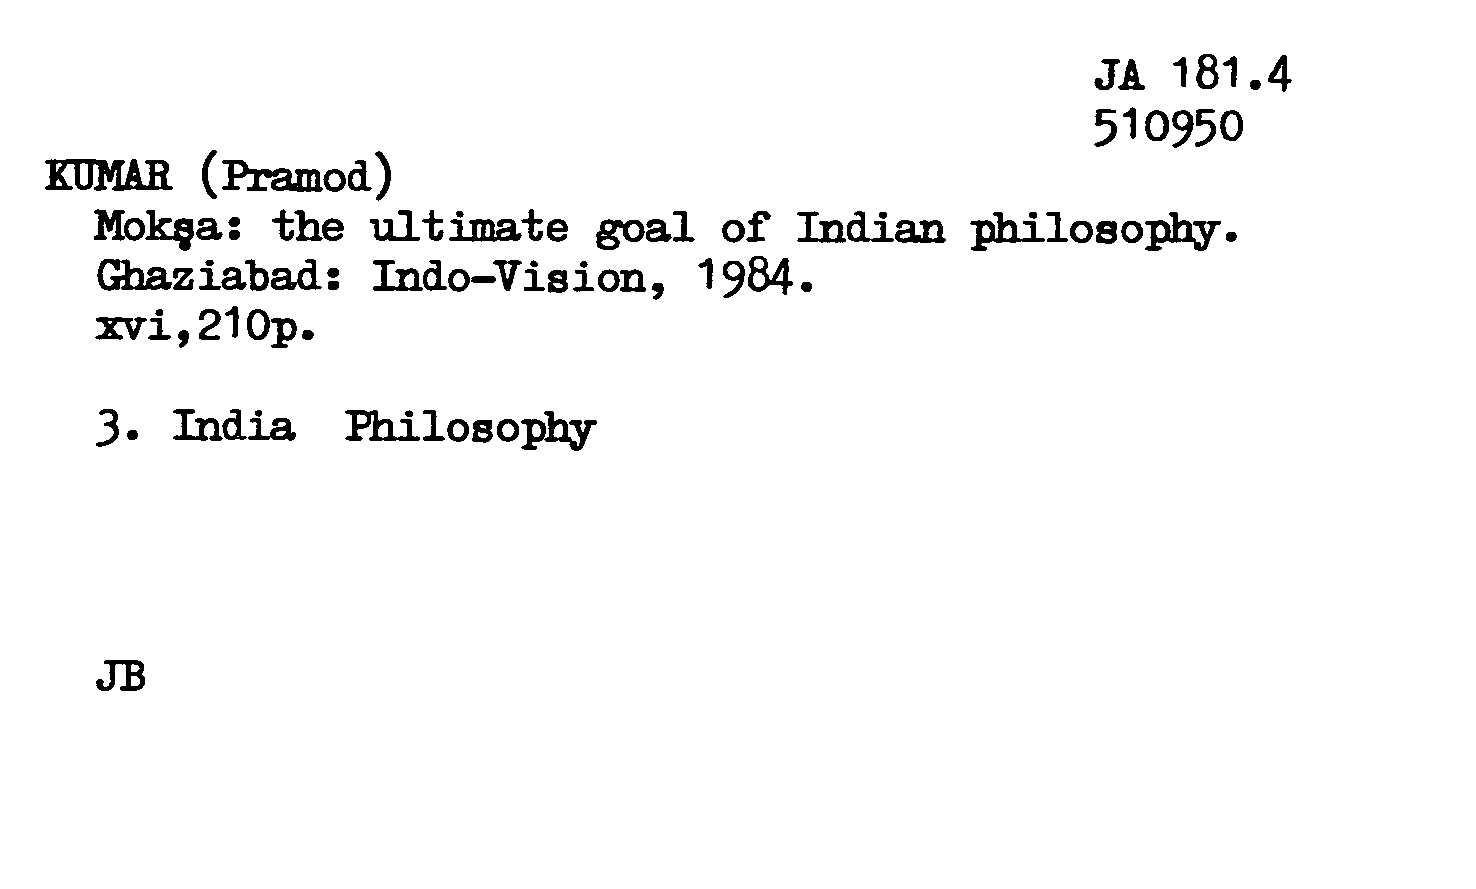 JA 181.4
510950
KUMAR (Pramod)
Mokṣa: the ultimate goal of Indian philosophy.
Ghaziabad: Indo-Vision, 1984.
xvi,210p.
3. India Philosophy
JB